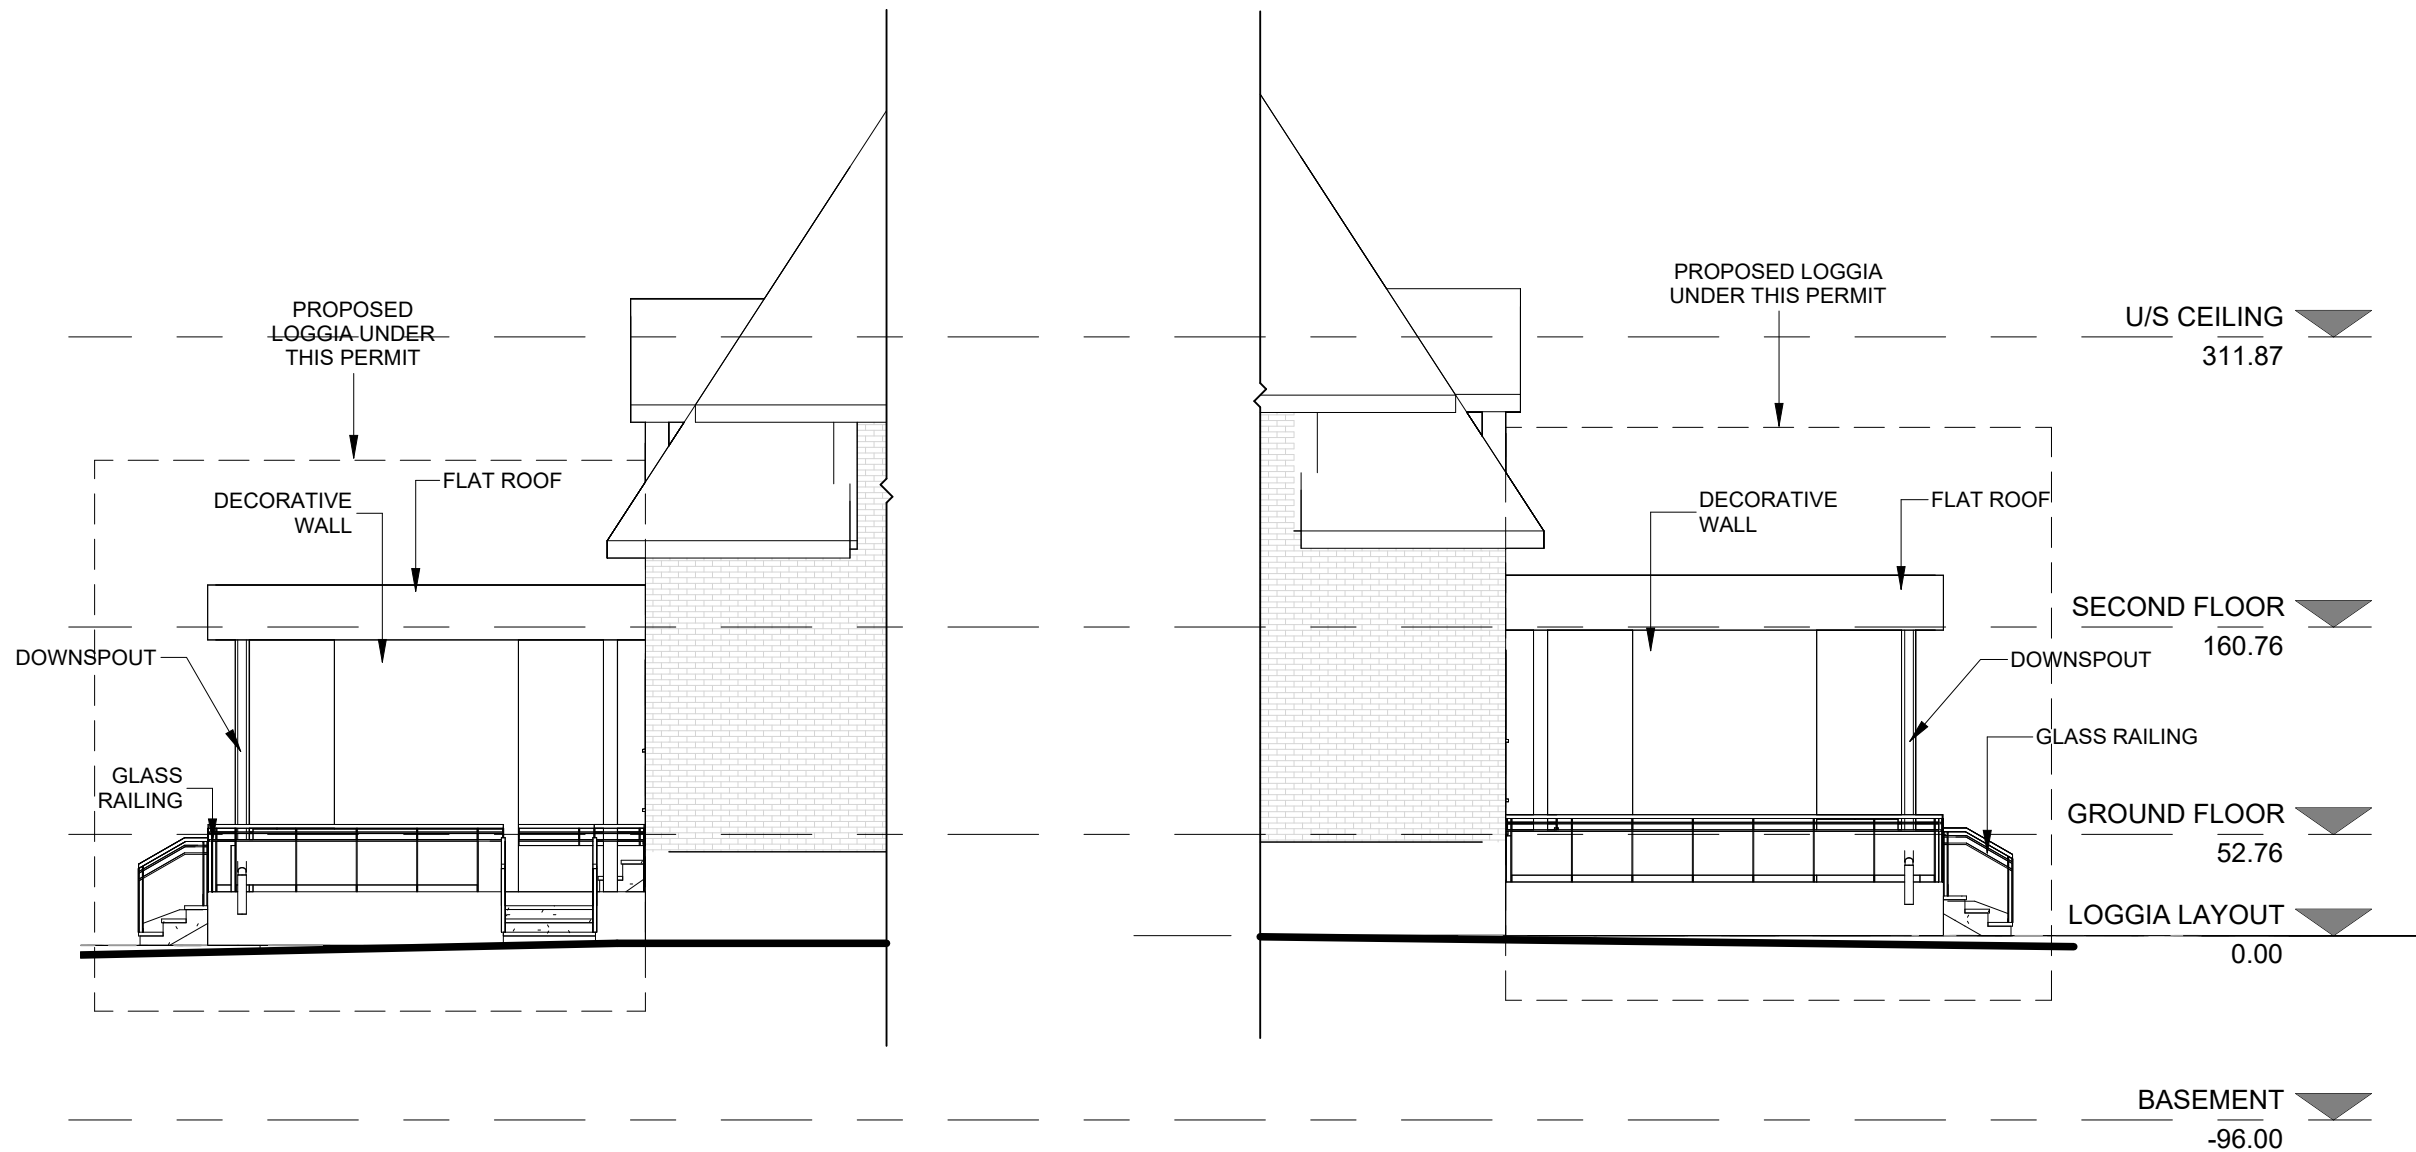 PROPOSED
LOGGIA UNDER
THIS PERMIT
FLAT ROOF
DECORATIVE
WALL
DOWNSPOUT
GLASS
RAILING
PROPOSED LOGGIA
UNDER THIS PERMIT
DECORATIVE
WALL
FLAT ROOF
DOWNSPOUT
GLASS RAILING
U/S CEILING
311.87
SECOND FLOOR
160.76
GROUND FLOOR
52.76
LOGGIA LAYOUT
0.00
BASEMENT
-96.00